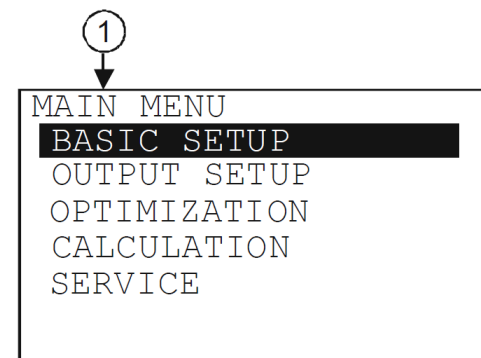 1
MAIN MENU
BASIC SETUP
OUTPUT SETUP
OPTIMIZATION
CALCULATION
SERVICE